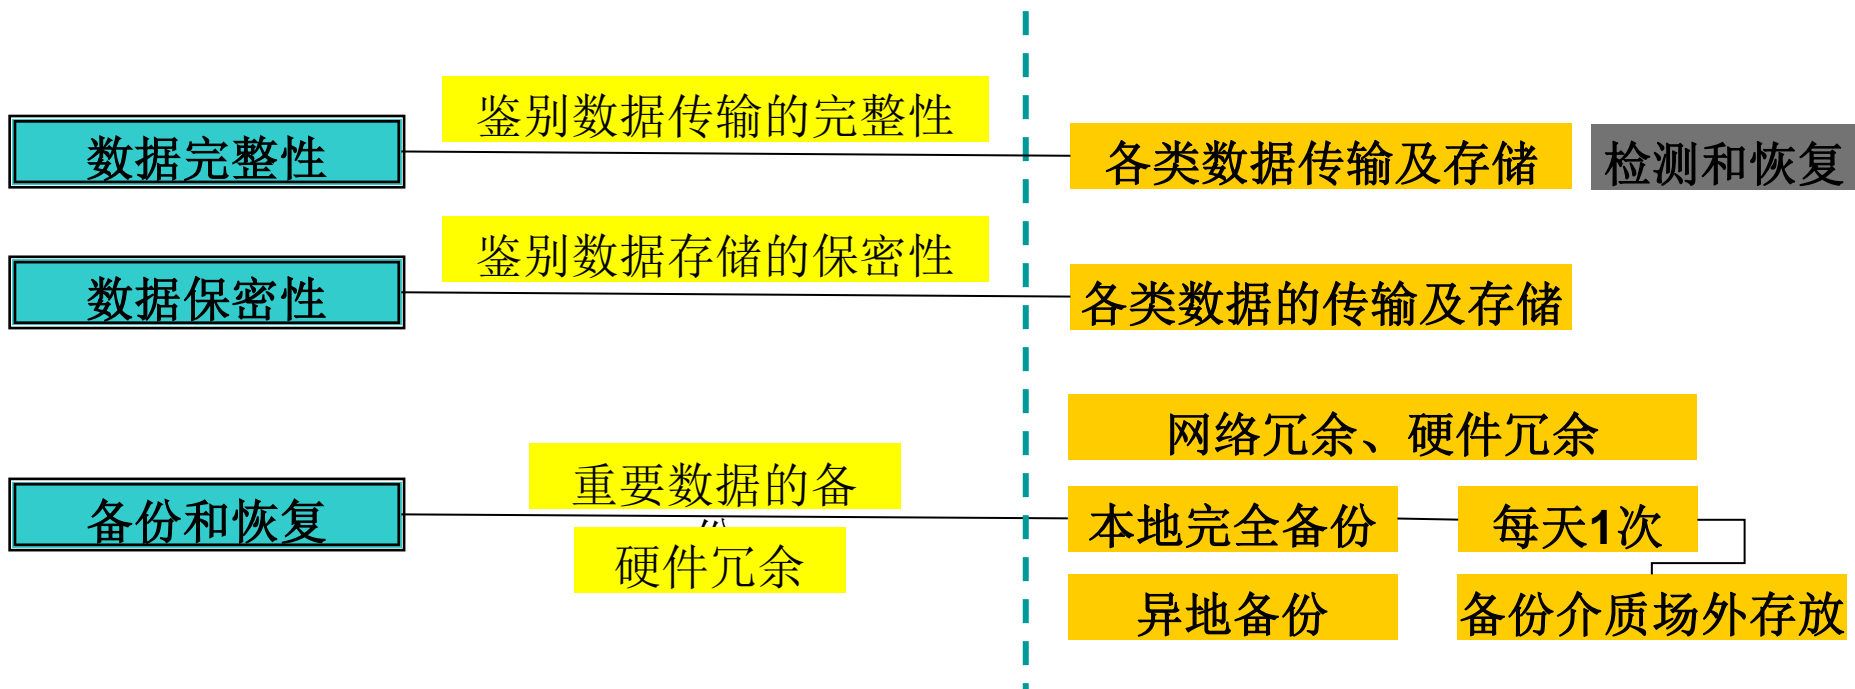 鉴别数据传输的完整性
数据完整性
各类数据传输及存储
检测和恢复
鉴别数据存储的保密性
数据保密性
各类数据的传输及存储
网络冗余、硬件冗余
重要数据的备
备份和恢复
本地完全备份
每天1次
硬件冗余
异地备份
备份介质场外存放